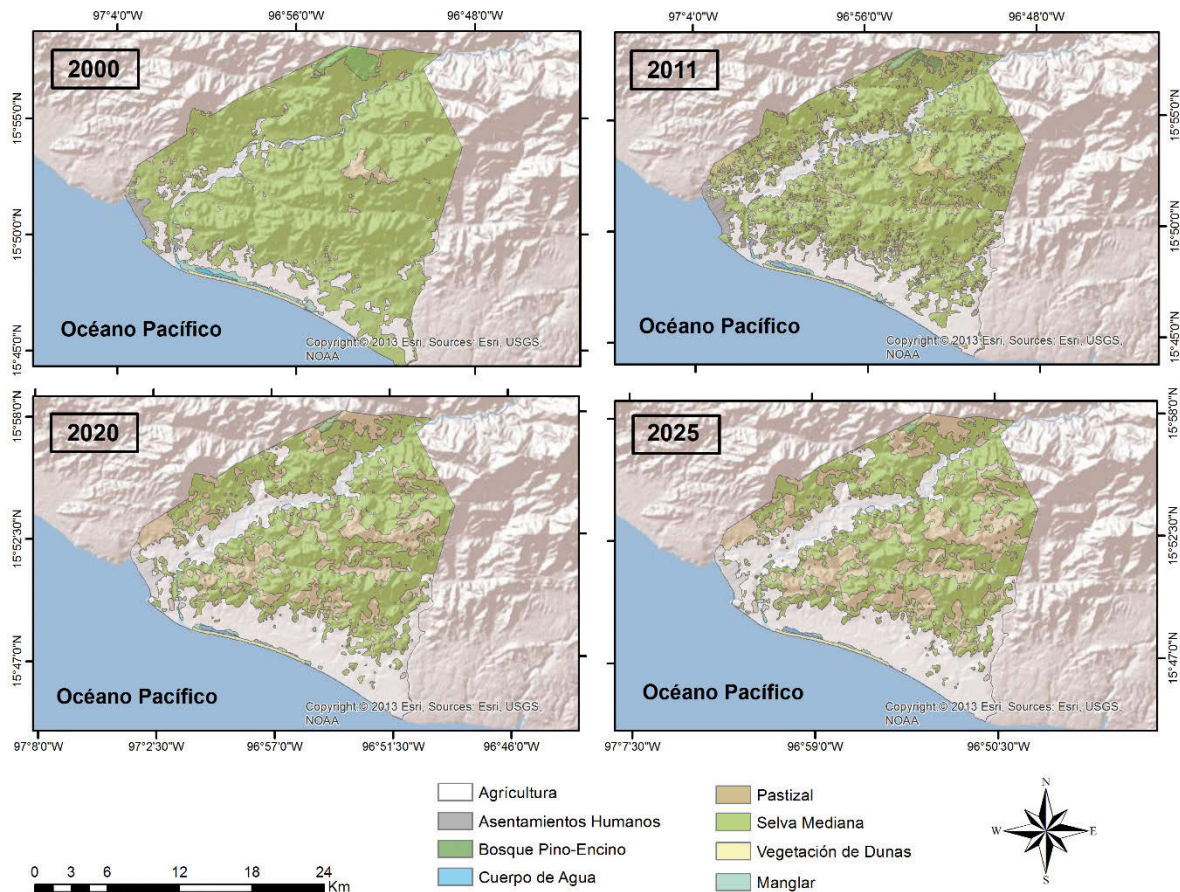 97°4'0"W 96°56'0"W 96°48'0"W
97°4'0"W 96°56'0"W 96°48'0"W
2000
2011
15°55'0"N
15°50'0"N
15°45'0"N
15°55'0"N
15°50'0"N
15°45'0"N
Océano Pacífico
Copyright:© 2013 Esri, Sources: Esri, USGS,
NOAA
Océano Pacífico
Copyright:© 2013 Esri, Sources: Esri, USGS,
NOAA
2020
2025
15°58'0"N
15°52'30"N
15°47'0"N
15°58'0"N
15°52'30"N
15°47'0"N
Océano Pacífico
Copyright:© 2013 Esri, Sources: Esri, USGS,
NOAA
Océano Pacífico
Copyright:© 2013 Esri, Sources: Esri, USGS,
NOAA
97°8'0"W 97°2'30"W 96°57'0"W 96°51'30"W 96°46'0"W
97°7'30"W 96°59'0"W 96°50'30"W
Agricultura
Asentamientos Humanos
Bosque Pino-Encino
Cuerpo de Agua
Pastizal
Selva Mediana
Vegetación de Dunas
Manglar
N
W E
S
0 3 6 12 18 24
Km